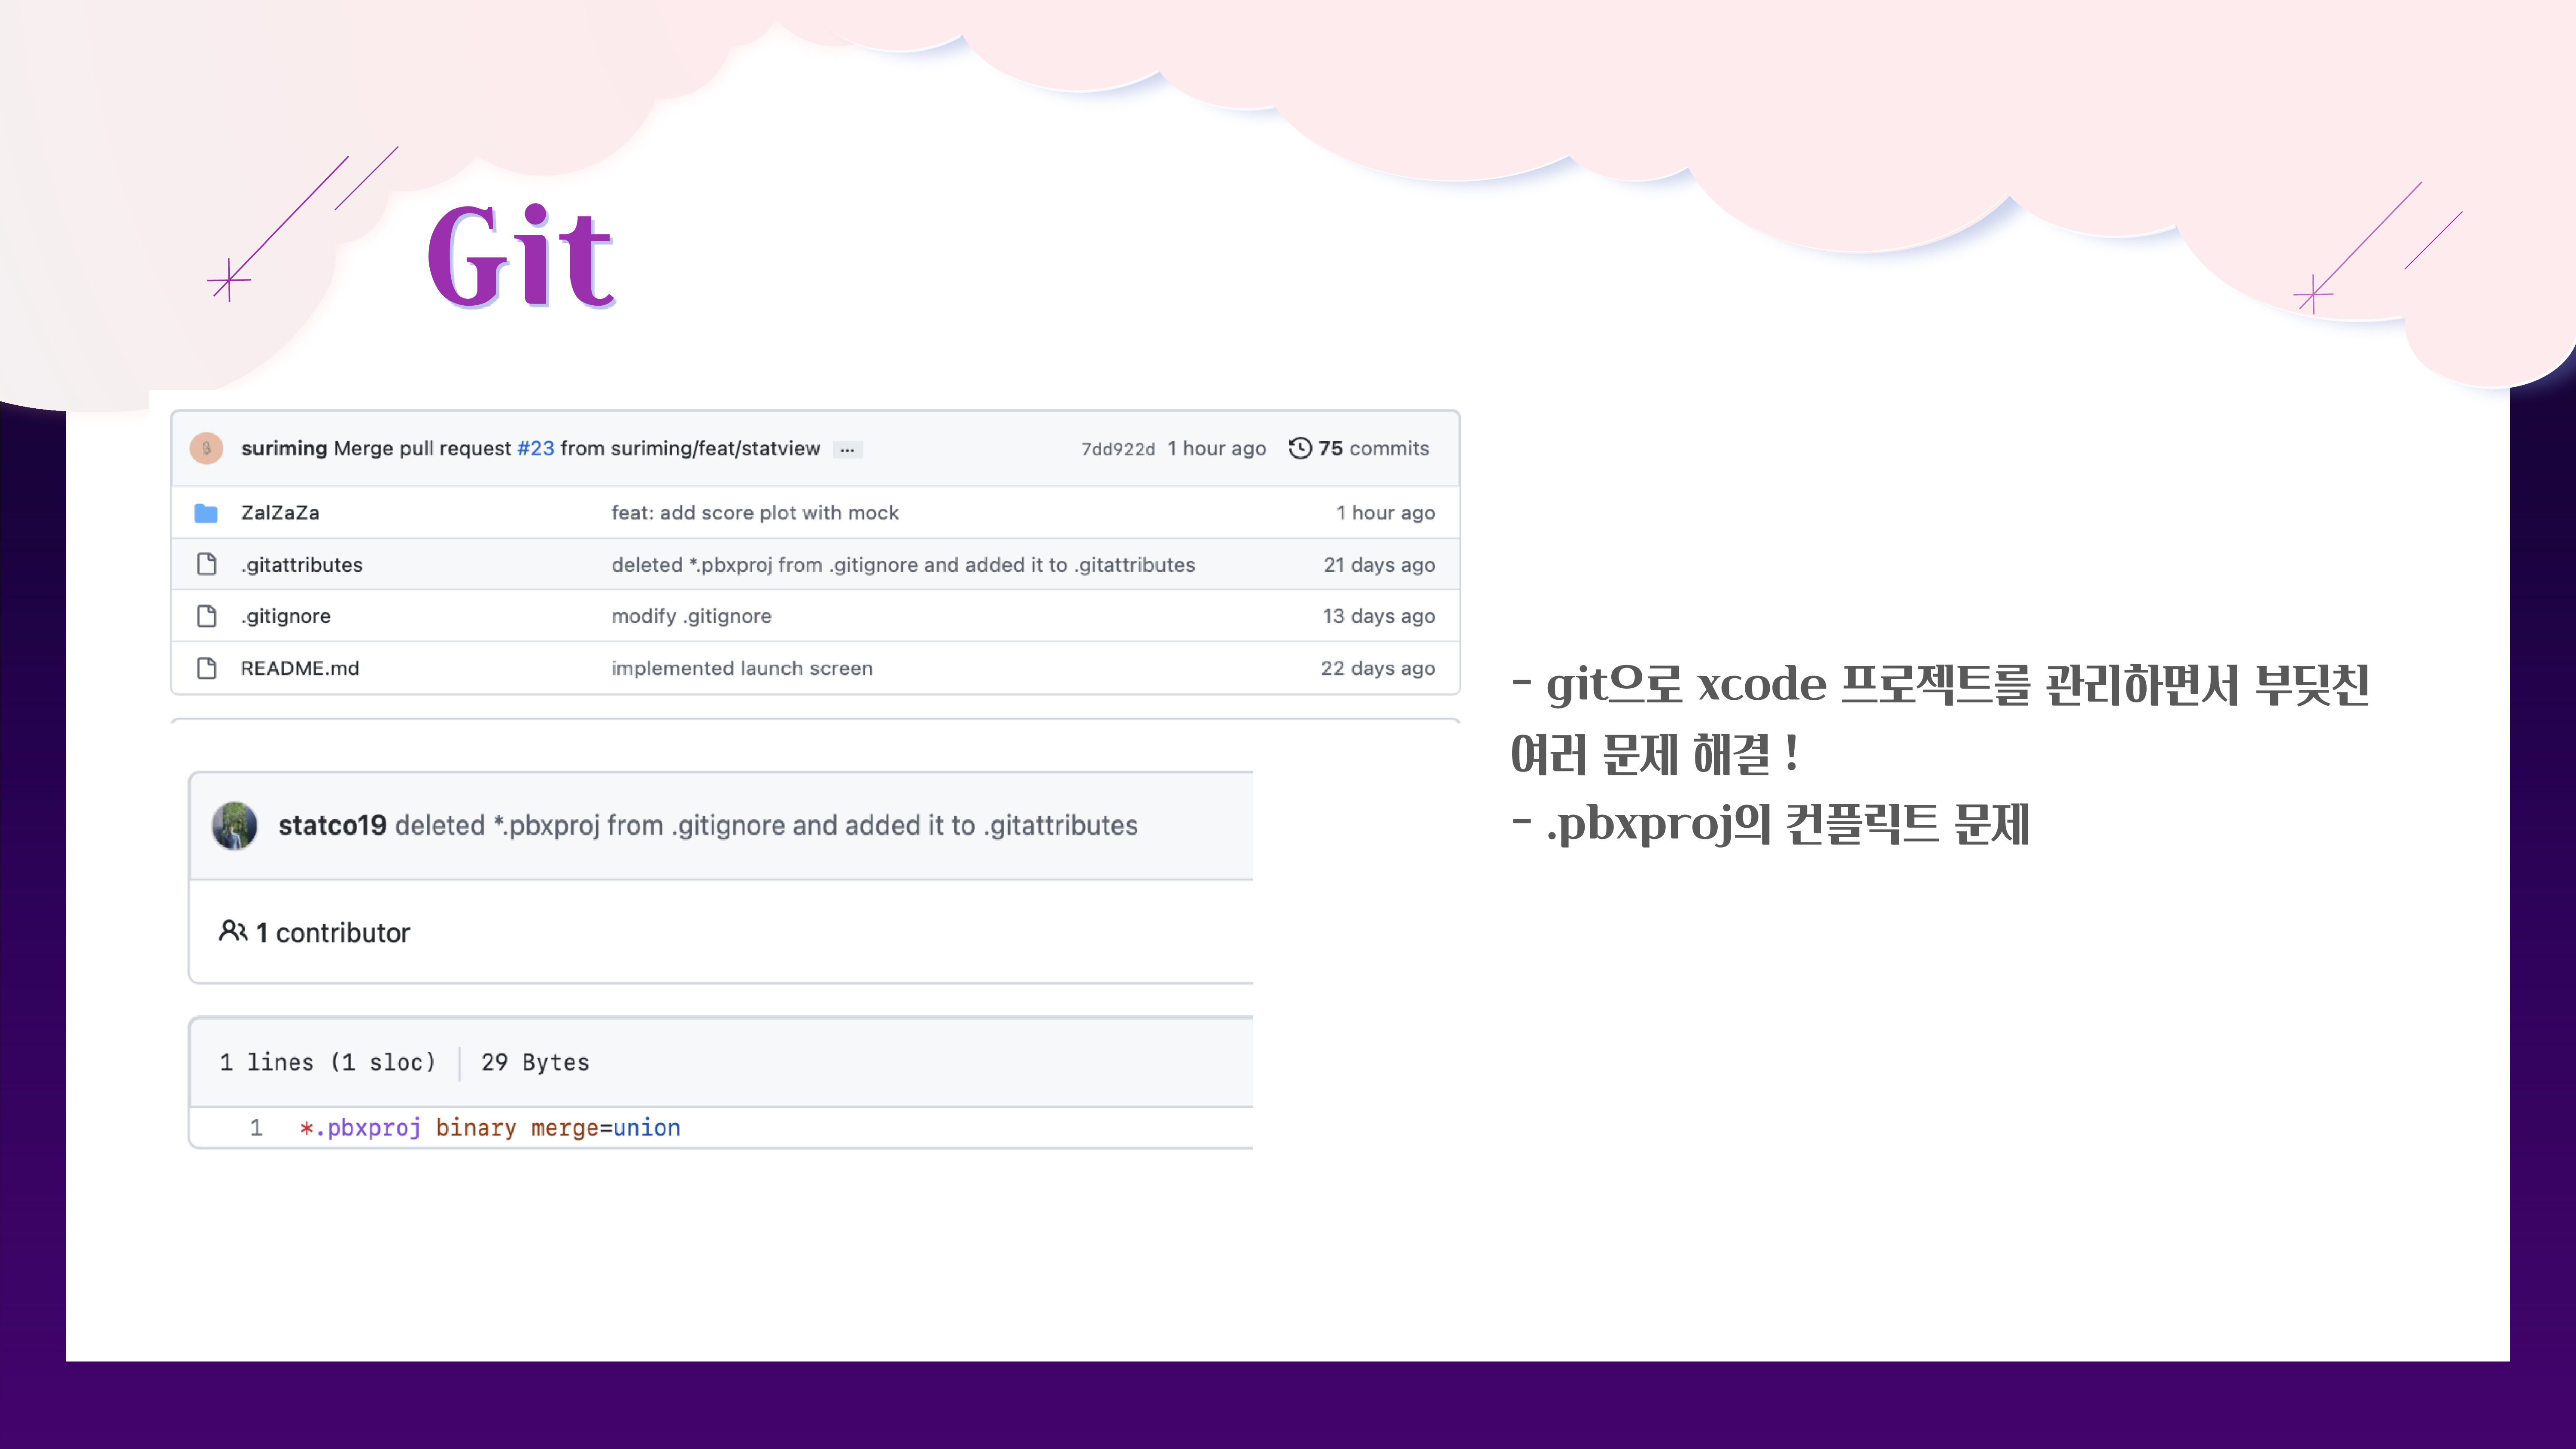 Git
suriming Merge pull request #23 from suriming/feat/statview ... 7dd922d 1 hour ago 75 commits
ZalZaZa feat: add score plot with mock 1 hour ago
.gitattributes deleted *.pbxproj from .gitignore and added it to .gitattributes 21 days ago
.gitignore modify .gitignore 13 days ago
README.md implemented launch screen 22 days ago
statco19 deleted *.pbxproj from .gitignore and added it to .gitattributes
1 contributor
1 lines (1 sloc) 29 Bytes
1 *.pbxproj binary merge=union
- git으로 xcode 프로젝트를 관리하면서 부딪친
여러 문제 해결 !
- .pbxproj의 컨플릭트 문제